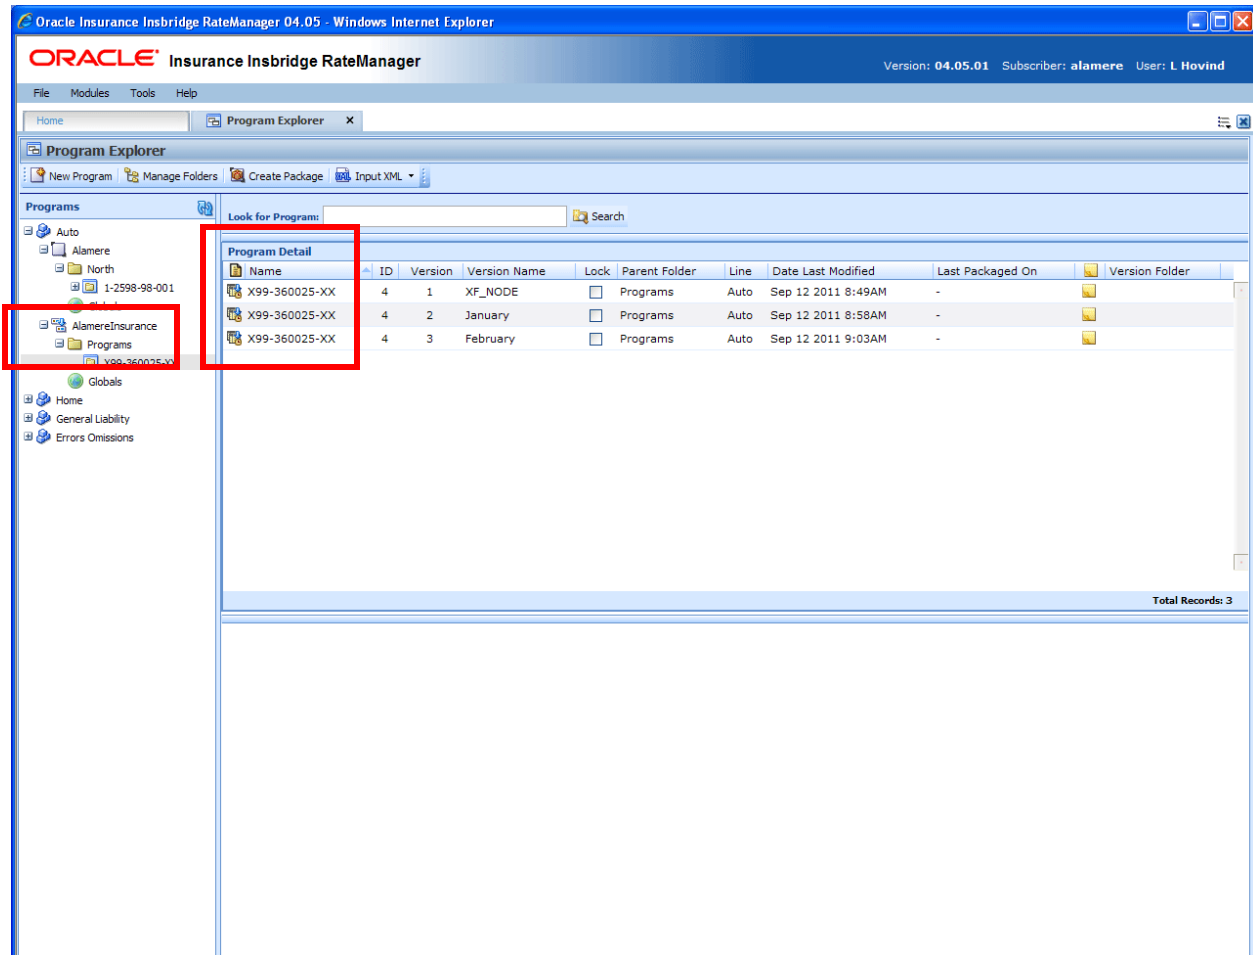 Oracle Insurance Insbridge RateManager 04.05 - Windows Internet Explorer
ORACLE Insurance Insbridge RateManager
Version: 04.05.01 Subscriber: alamere User: L Hovind
File Modules Tools Help
Home Program Explorer
Program Explorer
New Program Manage Folders Create Package Input XML
Programs
Auto
Alamere
North
1-2598-98-001
Globals
AlamereInsurance
Programs
X99-360025-XX
Globals
Home
General Liability
Errors Omissions
Look for Program: Search
Program Detail
Name ID Version Version Name Lock Parent Folder Line Date Last Modified Last Packaged On Version Folder
X99-360025-XX 4 1 XF_NODE Programs Auto Sep 12 2011 8:49AM -
X99-360025-XX 4 2 January Programs Auto Sep 12 2011 8:58AM -
X99-360025-XX 4 3 February Programs Auto Sep 12 2011 9:03AM -
Total Records: 3